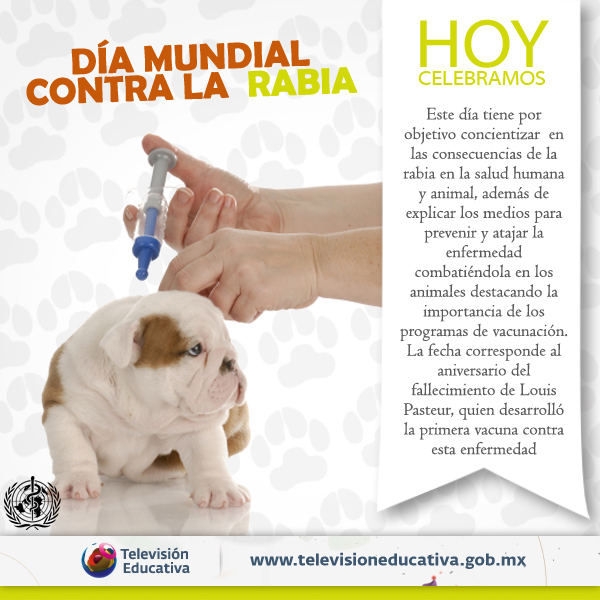 DÍA MUNDIAL
CONTRA LA RABIA
HOY
CELEBRAMOS
Este día tiene por
objetivo concientizar en
las consecuencias de la
rabia en la salud humana
y animal, además de
explicar los medios para
prevenir y atajar la
enfermedad
combatiéndola en los
animales destacando la
importancia de los
programas de vacunación.
La fecha corresponde al
aniversario del
fallecimiento de Louis
Pasteur, quien desarrolló
la primera vacuna contra
esta enfermedad
Televisión
Educativa
www.televisioneducativa.gob.mx